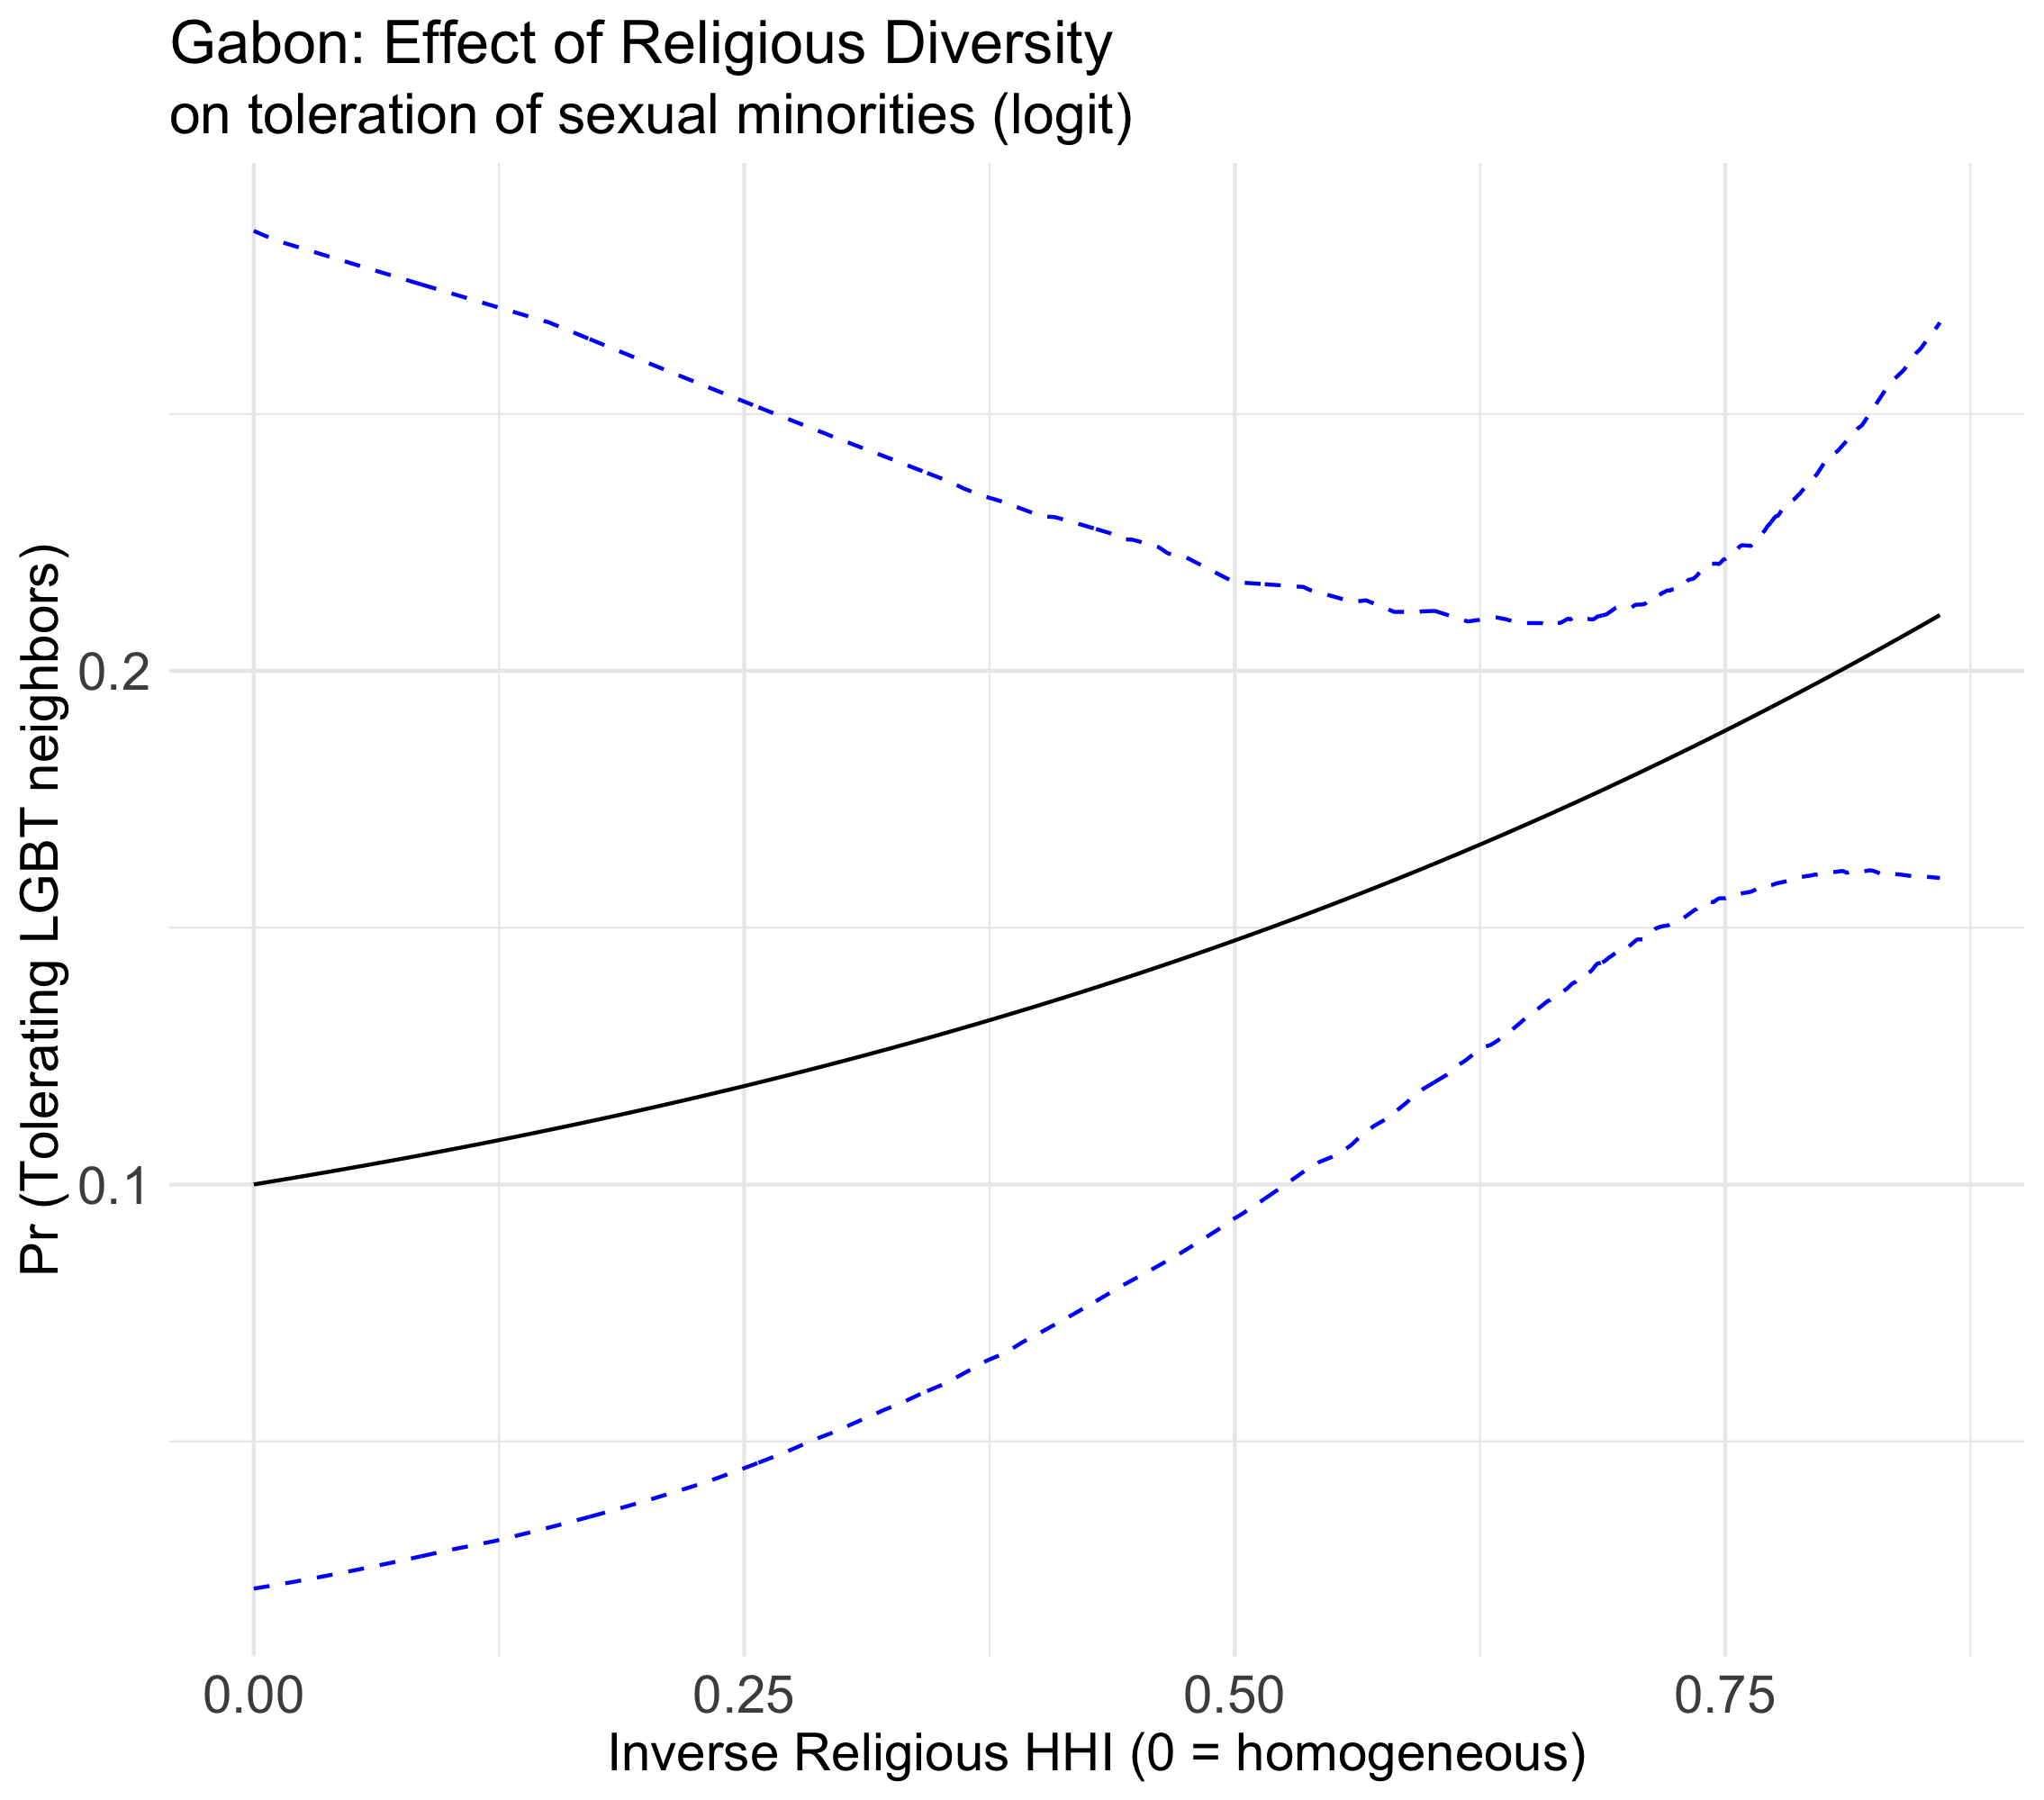 Gabon: Effect of Religious Diversity
on toleration of sexual minorities (logit)
Pr (Tolerating LGBT neighbors)
0.2
0.1
0.00
0.25
0.50
0.75
Inverse Religious HHI (0 = homogeneous)